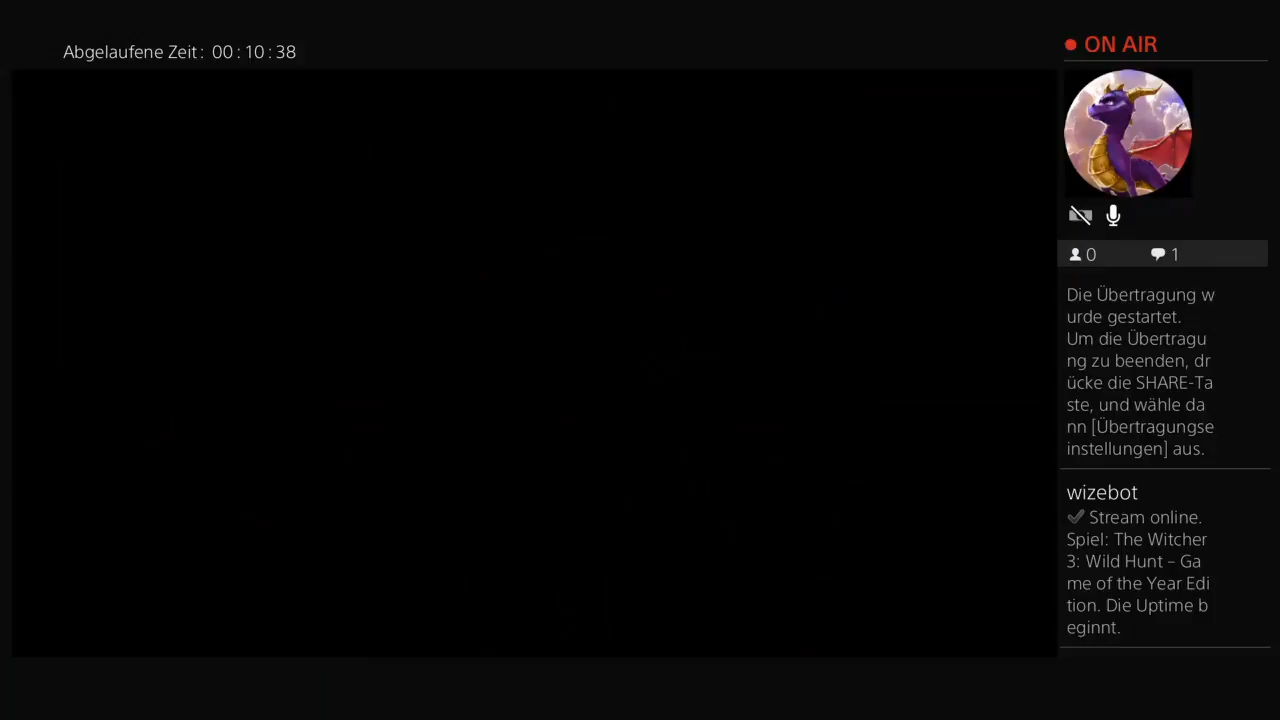 Abgelaufene Zeit: 00:10:38
ON AIR
0 1
Die Übertragung w
urde gestartet.
Um die Übertragu
ng zu beenden, dr
ücke die SHARE-Ta
ste, und wähle da
nn [Übertragungse
instellungen] aus.
wizebot
✔ Stream online.
Spiel: The Witcher
3: Wild Hunt – Ga
me of the Year Edi
tion. Die Uptime b
eginnt.